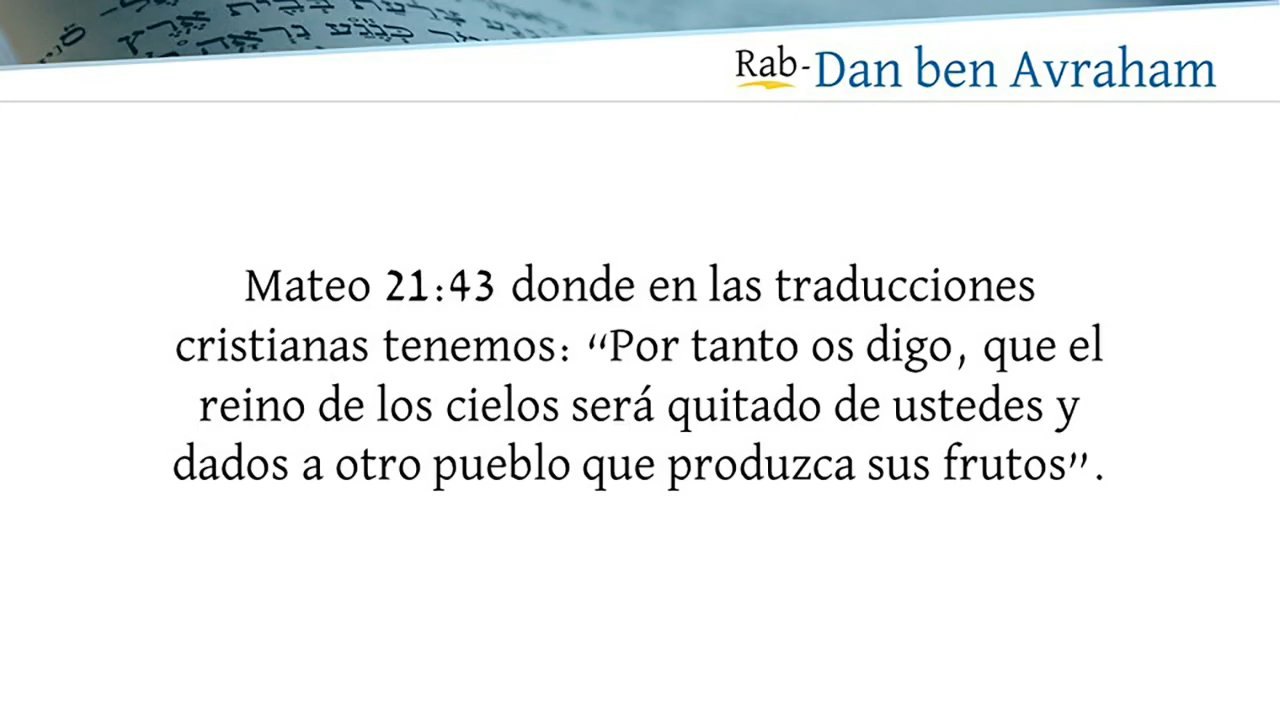 Rab-Dan ben Avraham
Mateo 21:43 donde en las traducciones
cristianas tenemos: “Por tanto os digo, que el
reino de los cielos será quitado de ustedes y
dados a otro pueblo que produzca sus frutos”.